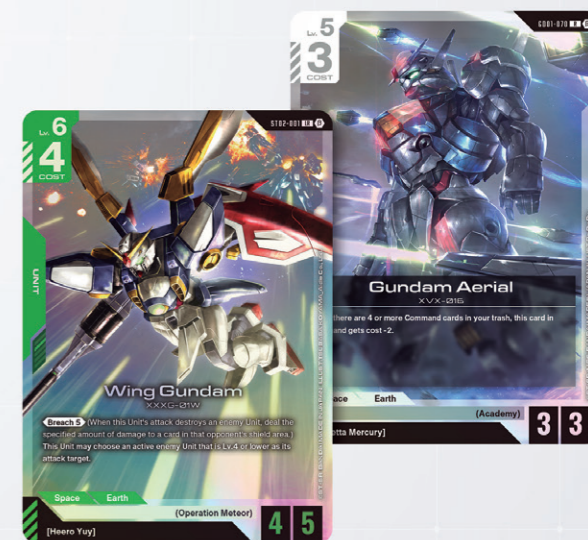 Lv. 6
4
COST
ST02-001 LR
UNIT
Wing Gundam
XXXG-01W
Breach 5 (When this Unit's attack destroys an enemy Unit, deal the
specified amount of damage to a card in that opponent's shield area.)
This Unit may choose an active enemy Unit that is Lv.4 or lower as its
attack target.
Space Earth
(Operation Meteor)
[Heero Yuy]
4 5
Lv. 5
3
COST
GD01-070 R
Gundam Aerial
XVX-016
there are 4 or more Command cards in your trash, this card in
and gets cost -2.
ace Earth
(Academy)
etta Mercury]
3 3